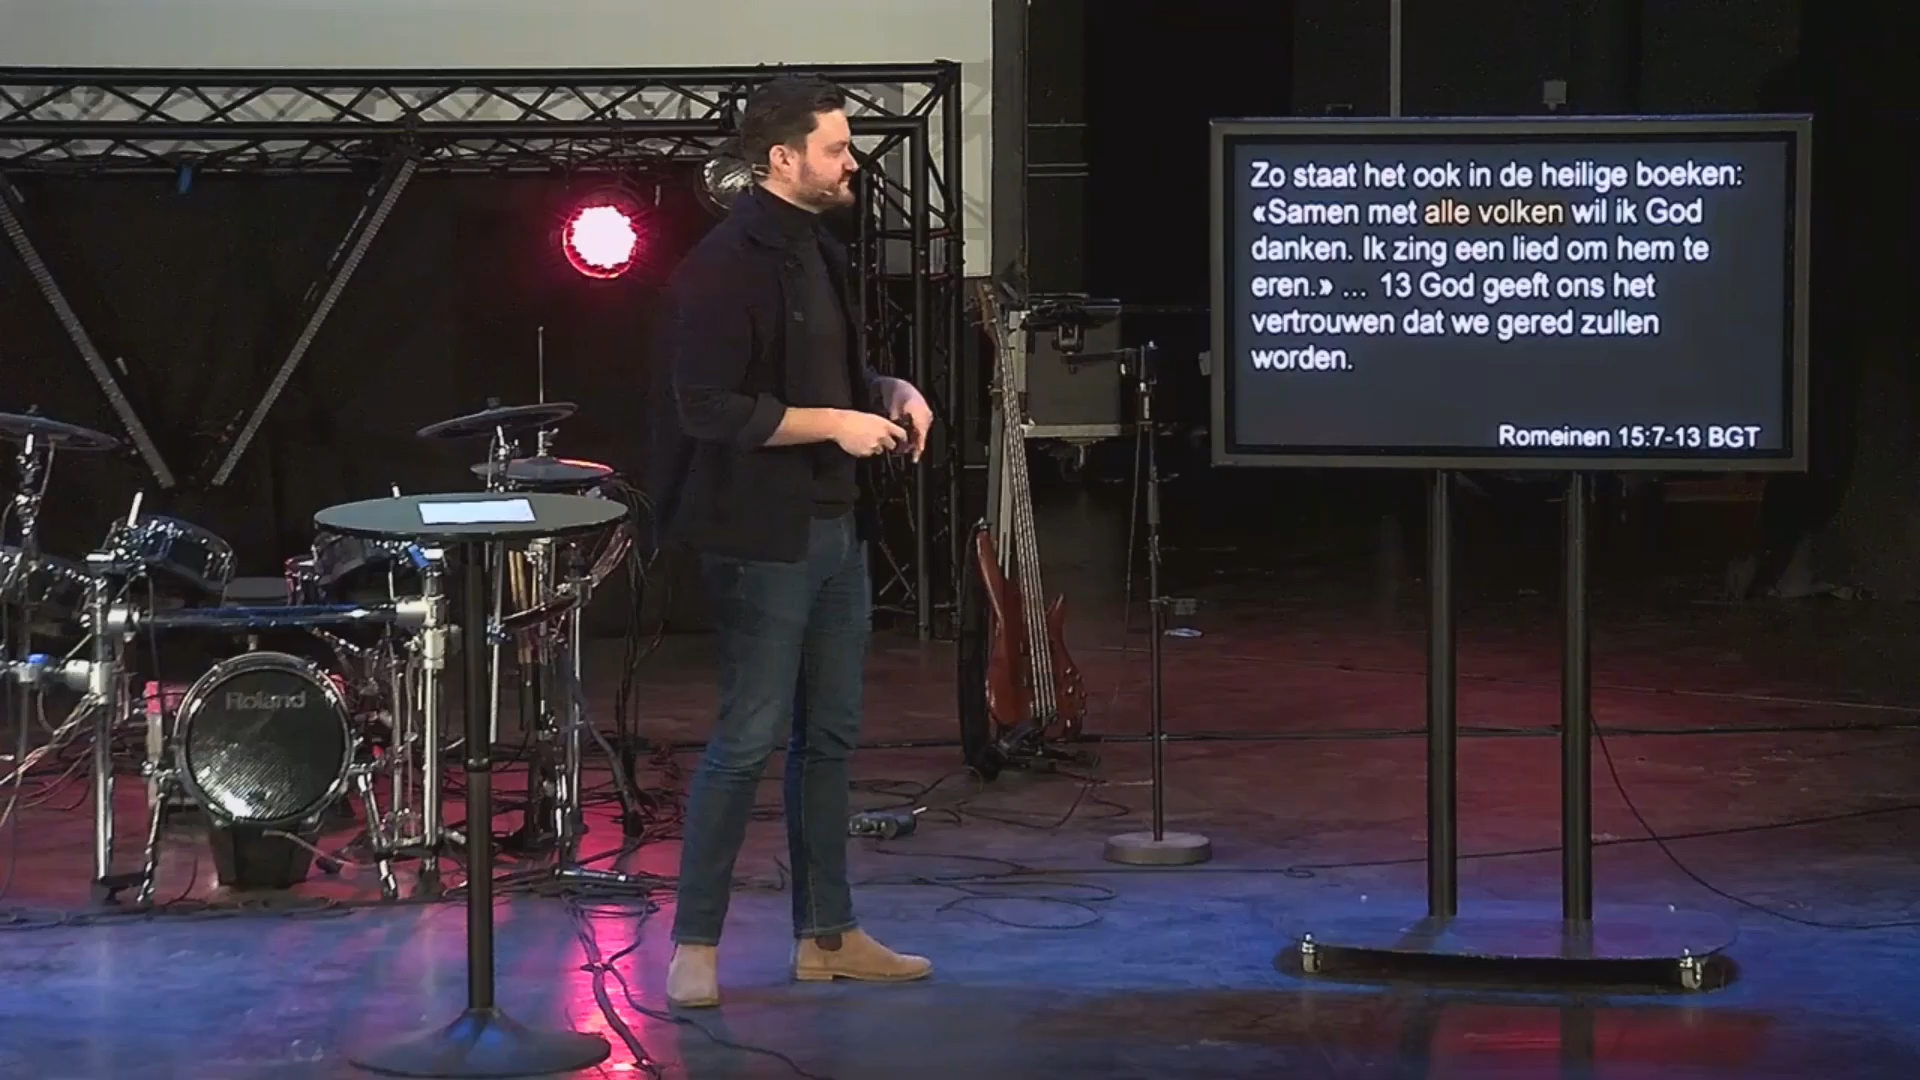 Zo staat het ook in de heilige boeken:
«Samen met alle volken wil ik God
danken. Ik zing een lied om hem te
eren.» ... 13 God geeft ons het
vertrouwen dat we gered zullen
worden.
Romeinen 15:7-13 BGT
Roland